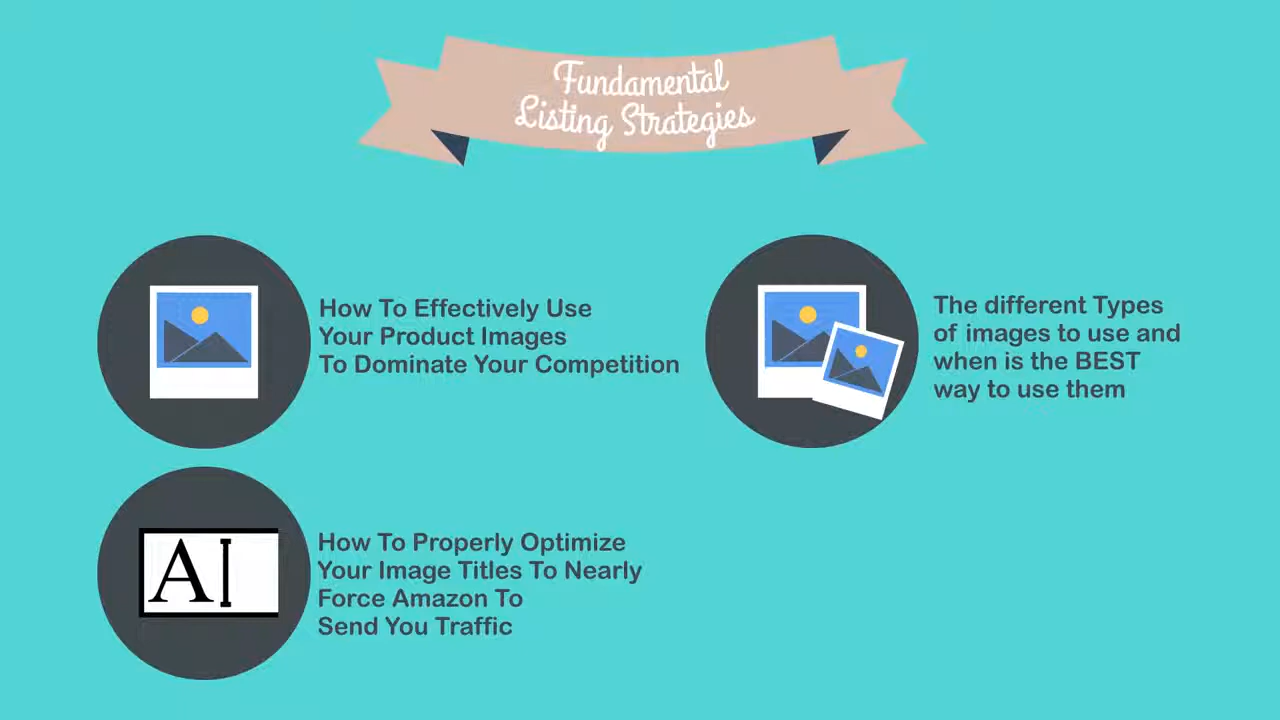 Fundamental
Listing Strategies
How To Effectively Use
Your Product Images
To Dominate Your Competition
The different Types
of images to use and
when is the BEST
way to use them
AI
How To Properly Optimize
Your Image Titles To Nearly
Force Amazon To
Send You Traffic